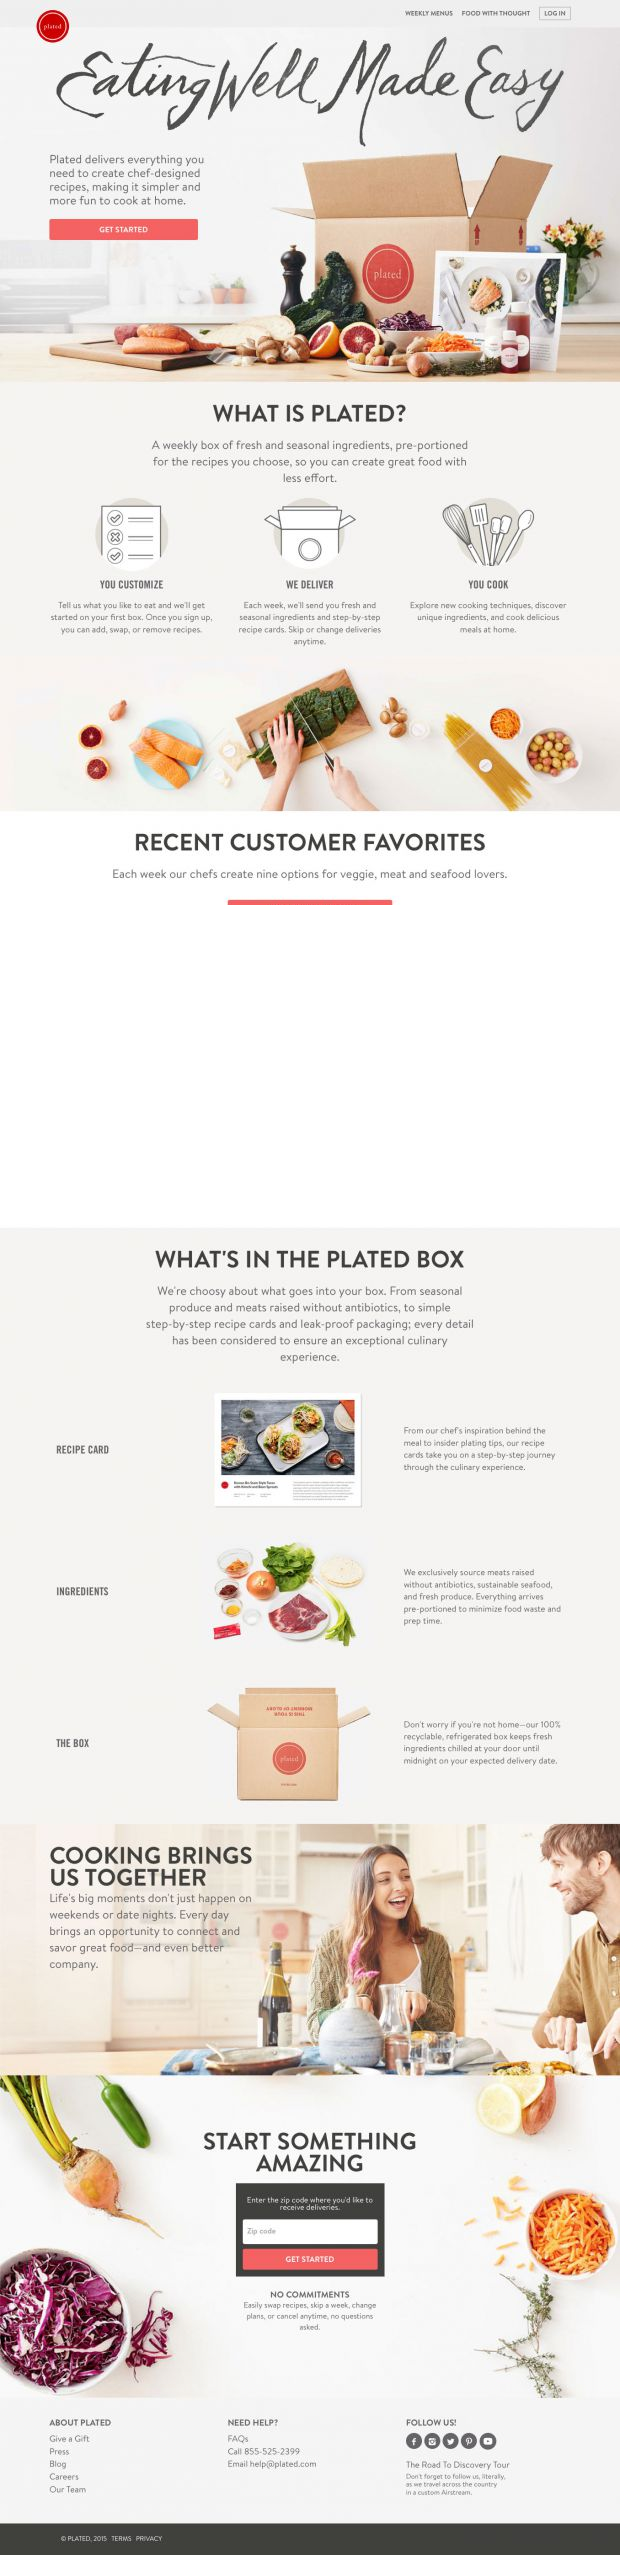 plated
WEEKLY MENUS
FOOD WITH THOUGHT
LOG IN
Eating Well Made Easy
Plated delivers everything you
need to create chef-designed
recipes, making it simpler and
more fun to cook at home.
GET STARTED
plated
WHAT IS PLATED?
A weekly box of fresh and seasonal ingredients, pre-portioned
for the recipes you choose, so you can create great food with
less effort.
YOU CUSTOMIZE
Tell us what you like to eat and we'll get
started on your first box. Once you sign up,
you can add, swap, or remove recipes.
WE DELIVER
Each week, we'll send you fresh and
seasonal ingredients and step-by-step
recipe cards. Skip or change deliveries
anytime.
YOU COOK
Explore new cooking techniques, discover
unique ingredients, and cook delicious
meals at home.
RECENT CUSTOMER FAVORITES
Each week our chefs create nine options for veggie, meat and seafood lovers.
WHAT'S IN THE PLATED BOX
We're choosy about what goes into your box. From seasonal
produce and meats raised without antibiotics, to simple
step-by-step recipe cards and leak-proof packaging; every detail
has been considered to ensure an exceptional culinary
experience.
RECIPE CARD
From our chef's inspiration behind the
meal to insider plating tips, our recipe
cards take you on a step-by-step journey
through the culinary experience.
INGREDIENTS
We exclusively source meats raised
without antibiotics, sustainable seafood,
and fresh produce. Everything arrives
pre-portioned to minimize food waste and
prep time.
THE BOX
plated
Don't worry if you're not home—our 100%
recyclable, refrigerated box keeps fresh
ingredients chilled at your door until
midnight on your expected delivery date.
COOKING BRINGS
US TOGETHER
Life's big moments don't just happen on
weekends or date nights. Every day
brings an opportunity to connect and
savor great food—and even better
company.
START SOMETHING
AMAZING
Enter the zip code where you'd like to
receive deliveries.
Zip code
GET STARTED
NO COMMITMENTS
Easily swap recipes, skip a week, change
plans, or cancel anytime, no questions
asked.
ABOUT PLATED
Give a Gift
Press
Blog
Careers
Our Team
NEED HELP?
FAQs
Call 855-525-2399
Email help@plated.com
FOLLOW US!
The Road To Discovery Tour
Don't forget to follow us, literally,
as we travel across the country
in a custom Airstream.
© PLATED, 2015 TERMS PRIVACY